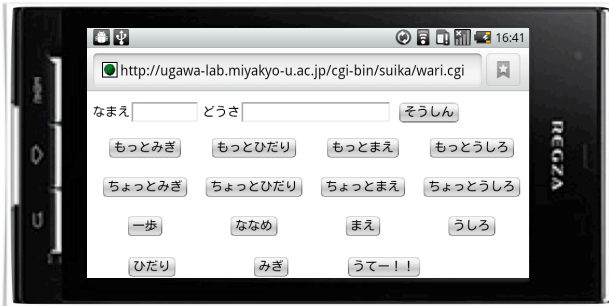 16:41
http://ugawa-lab.miyakyo-u.ac.jp/cgi-bin/suika/wari.cgi
なまえ どうさ そうしん
もっとみぎ もっとひだり もっとまえ もっとうしろ
ちょっとみぎ ちょっとひだり ちょっとまえ ちょっとうしろ
一歩 ななめ まえ うしろ
ひだり みぎ うてー！！
REGZA
MENU